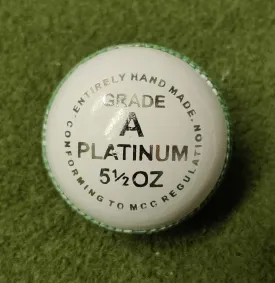 ENTIRELY HAND MADE.
GRADE
A
PLATINUM
5½OZ
CONFORMING TO MCC REGULATION